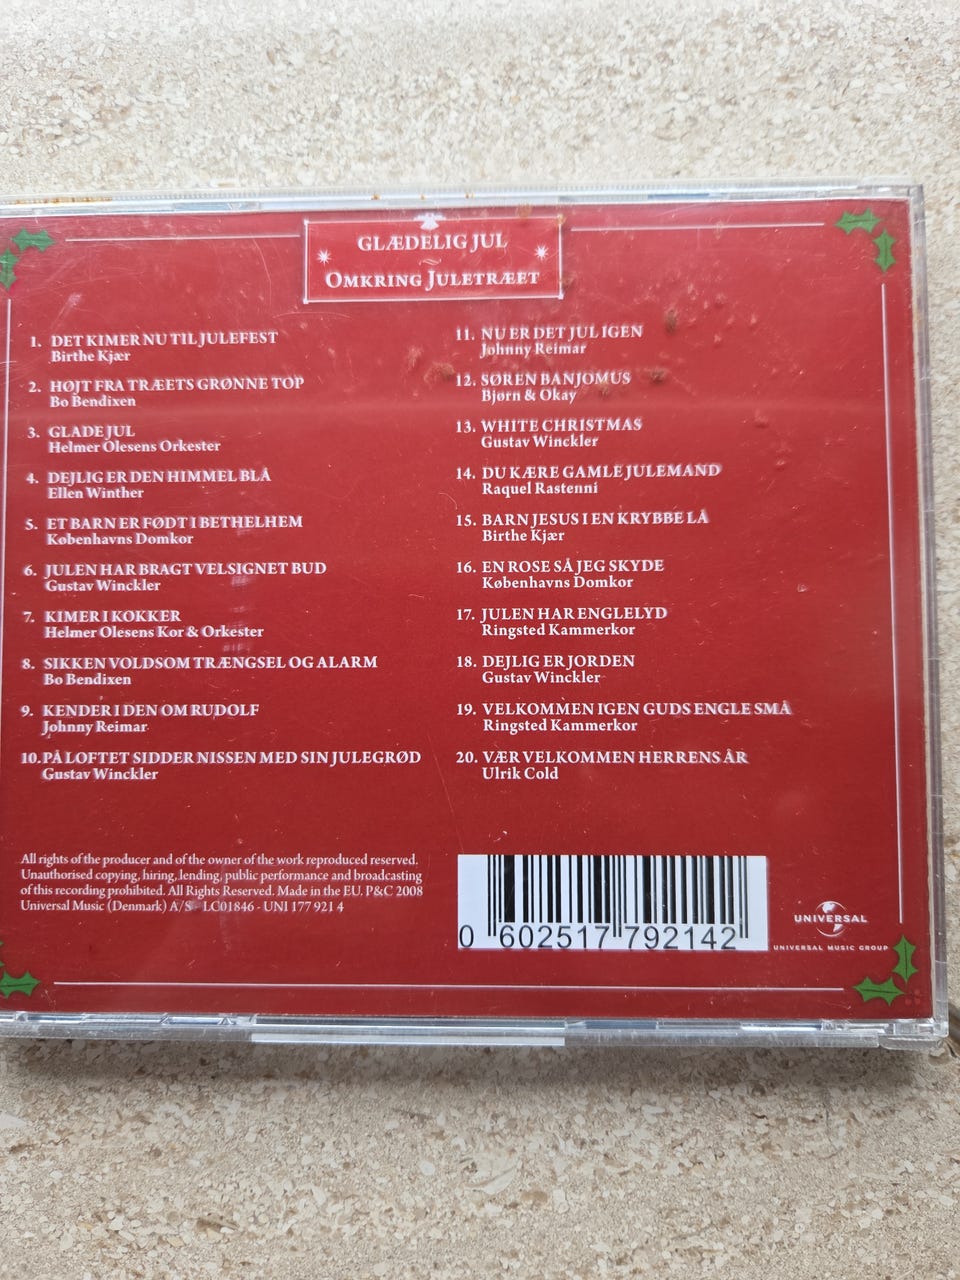 GLÆDELIG JUL
~
OMKRING JULETRÆET
1. DET KIMER NU TIL JULEFEST
Birthe Kjær
2. HØJT FRA TRÆETS GRØNNE TOP
Bo Bendixen
3. GLADE JUL
Helmer Olesens Orkester
4. DEJLIG ER DEN HIMMEL BLÅ
Ellen Winther
5. ET BARN ER FØDT I BETHELHEM
Københavns Domkor
6. JULEN HAR BRAGT VELSIGNET BUD
Gustav Winckler
7. KIMER I KOKKER
Helmer Olesens Kor & Orkester
8. SIKKEN VOLDSOM TRÆNGSEL OG ALARM
Bo Bendixen
9. KENDER I DEN OM RUDOLF
Johnny Reimar
10. PÅ LOFTET SIDDER NISSEN MED SIN JULEGRØD
Gustav Winckler
11. NU ER DET JUL IGEN
Johnny Reimar
12. SØREN BANJOMUS
Bjørn & Okay
13. WHITE CHRISTMAS
Gustav Winckler
14. DU KÆRE GAMLE JULEMAND
Raquel Rastenni
15. BARN JESUS I EN KRYBBE LÅ
Birthe Kjær
16. EN ROSE SÅ JEG SKYDE
Københavns Domkor
17. JULEN HAR ENGLELYD
Ringsted Kammerkor
18. DEJLIG ER JORDEN
Gustav Winckler
19. VELKOMMEN IGEN GUDS ENGLE SMÅ
Ringsted Kammerkor
20. VÆR VELKOMMEN HERRENS ÅR
Ulrik Cold
All rights of the producer and of the owner of the work reproduced reserved.
Unauthorised copying, hiring, lending, public performance and broadcasting
of this recording prohibited. All Rights Reserved. Made in the EU. P&C 2008
Universal Music (Denmark) A/S - LC01846 - UNI 177 921 4
0 602517 792142
UNIVERSAL
UNIVERSAL MUSIC GROUP